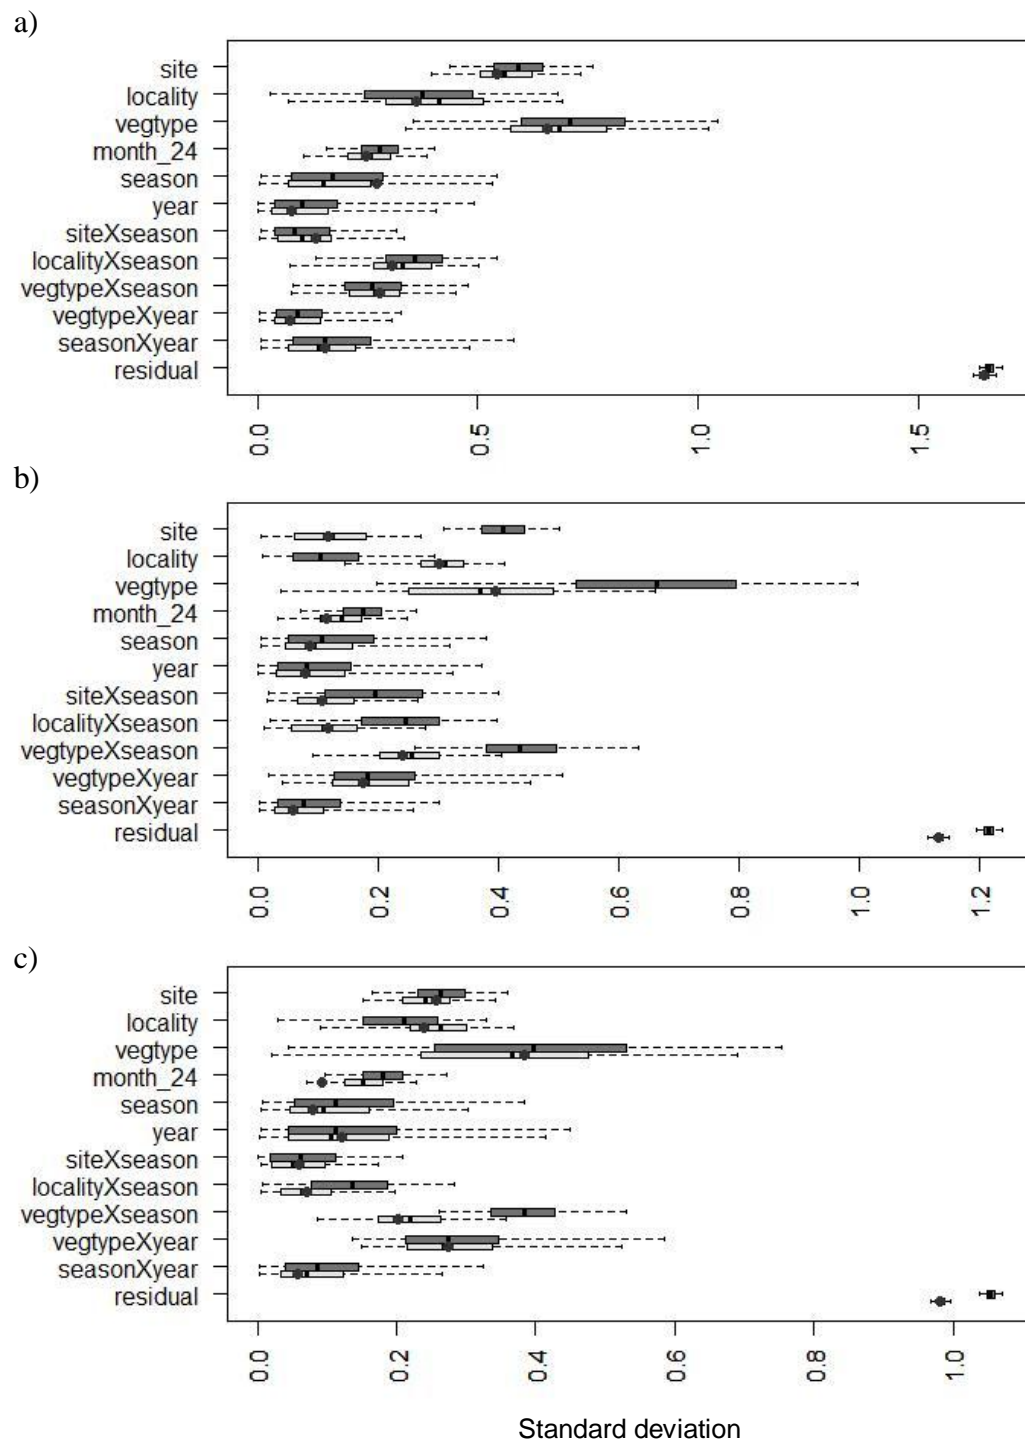 a)
site
locality
vegtype
month_24
season
year
siteXseason
localityXseason
vegtypeXseason
vegtypeXyear
seasonXyear
residual
0.0 0.5 1.0 1.5
b)
site
locality
vegtype
month_24
season
year
siteXseason
localityXseason
vegtypeXseason
vegtypeXyear
seasonXyear
residual
0.0 0.2 0.4 0.6 0.8 1.0 1.2
c)
site
locality
vegtype
month_24
season
year
siteXseason
localityXseason
vegtypeXseason
vegtypeXyear
seasonXyear
residual
0.0 0.2 0.4 0.6 0.8 1.0
Standard deviation